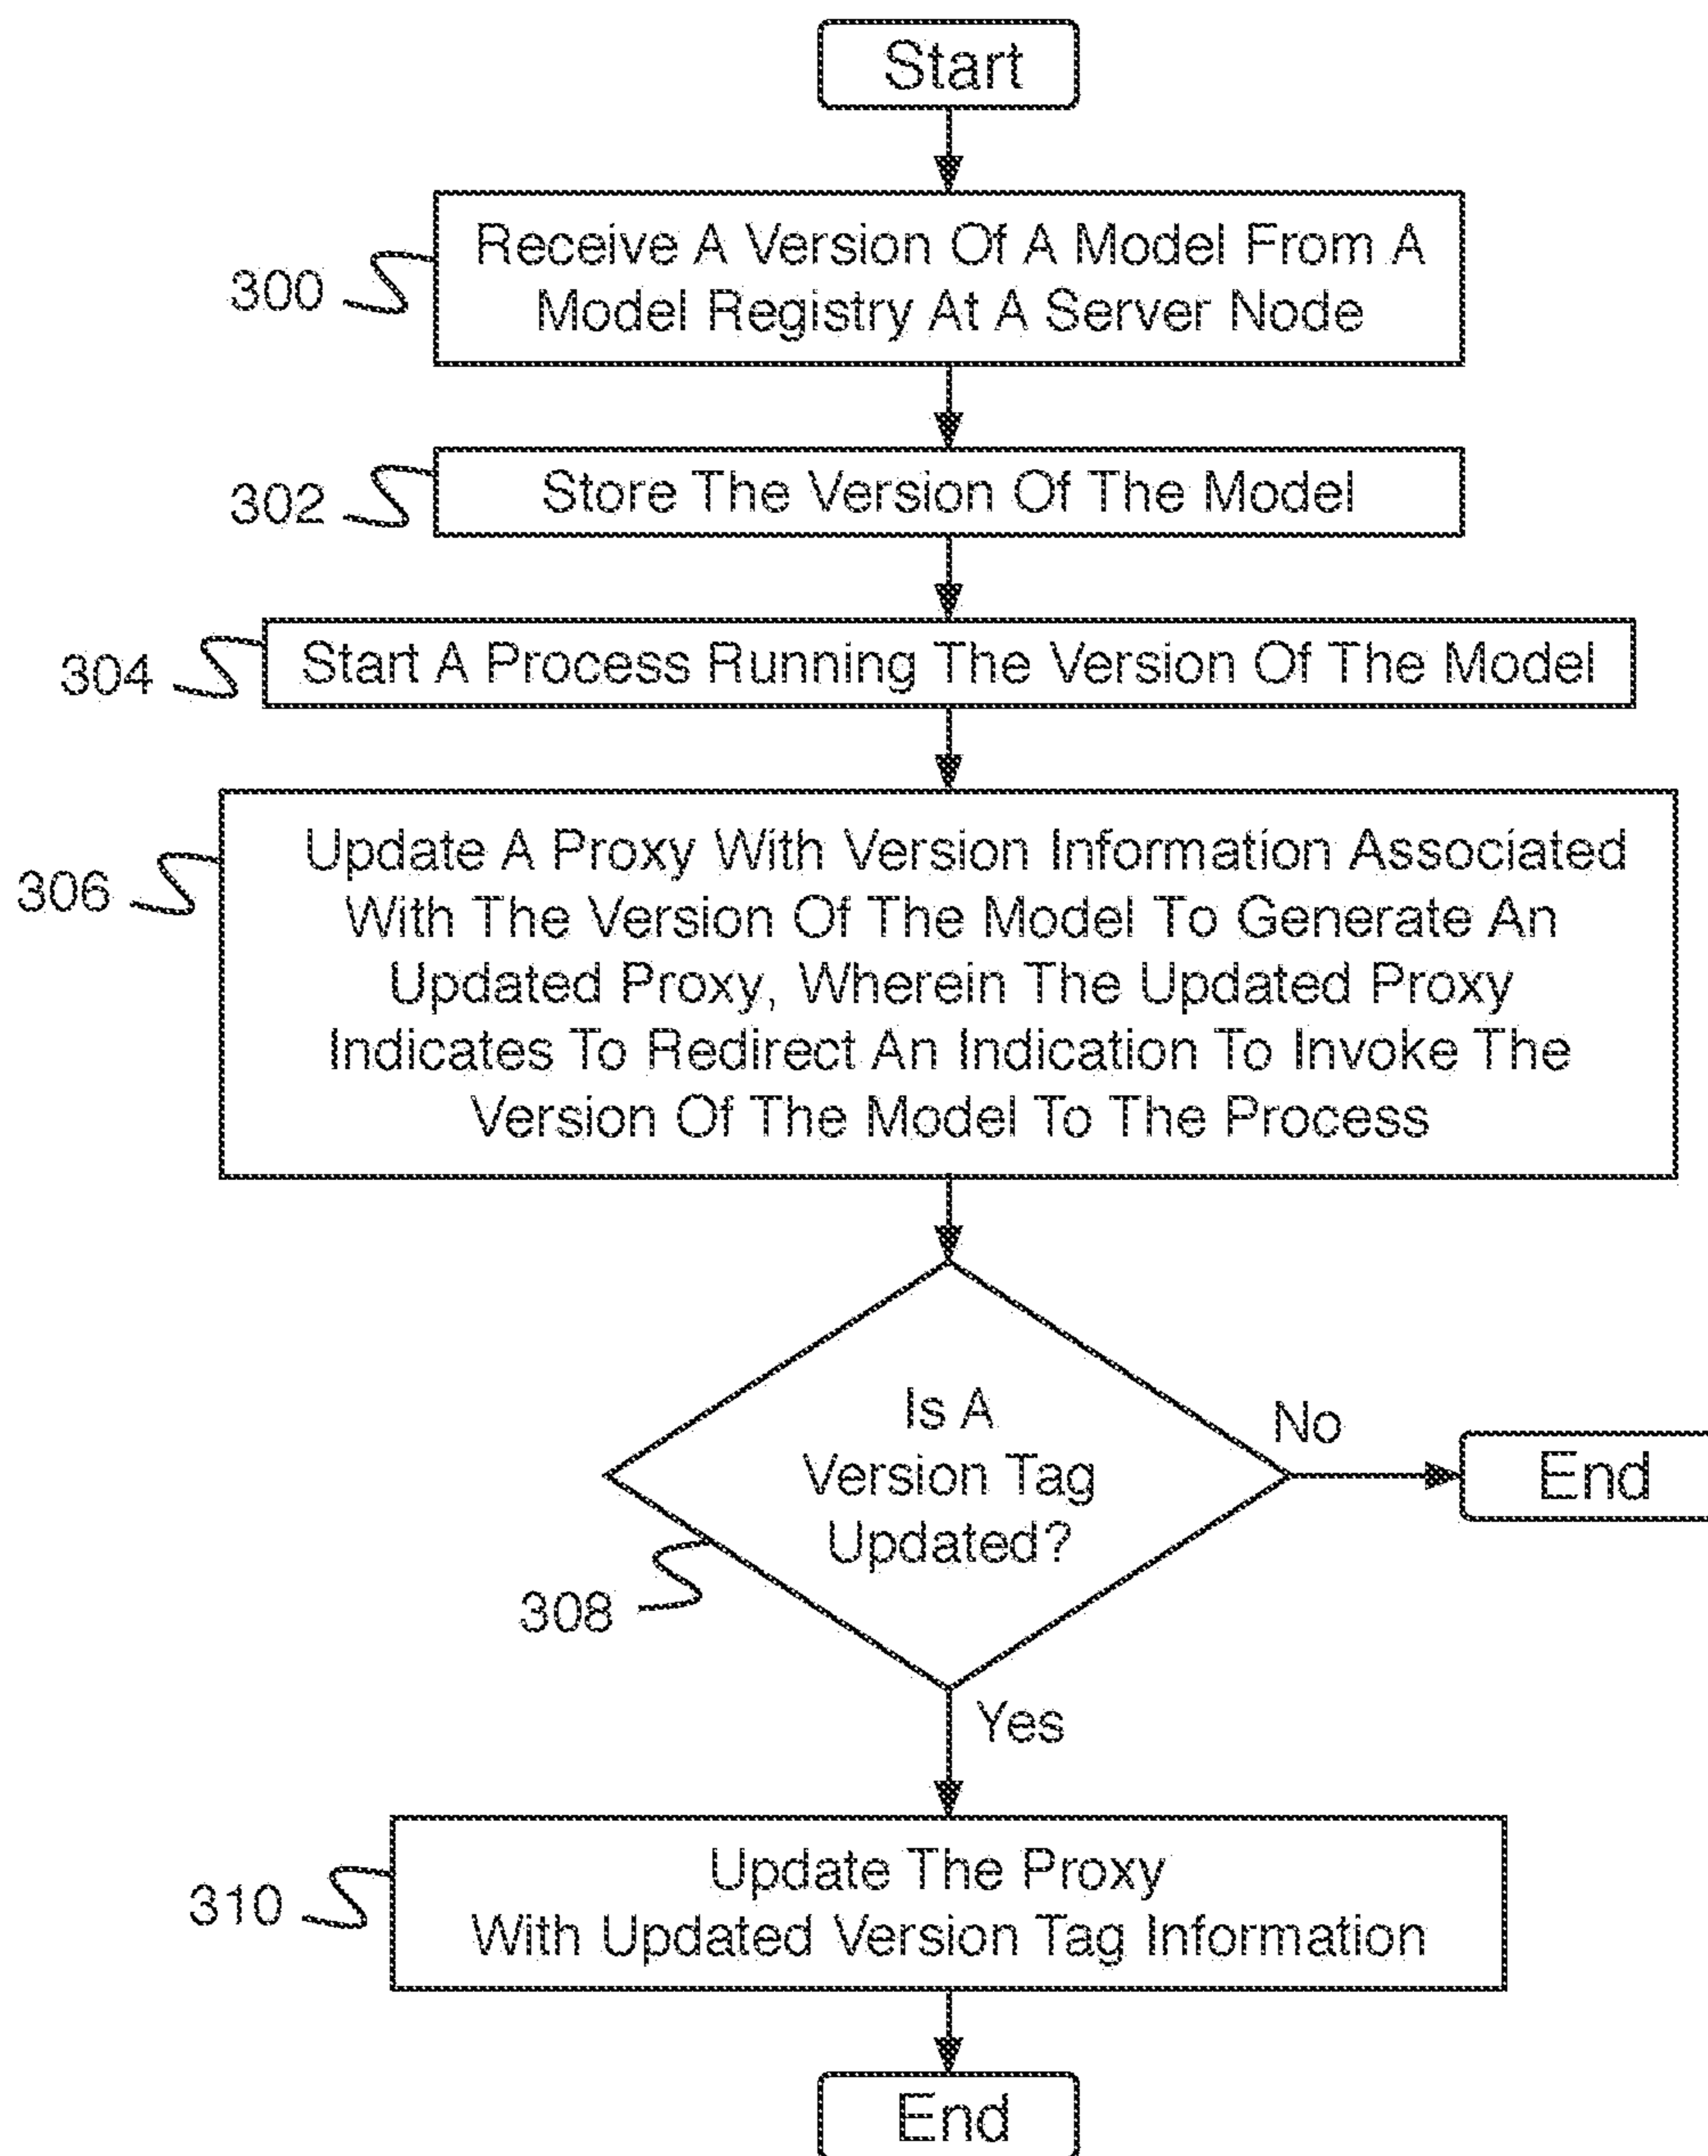 Start
300
Receive A Version Of A Model From A
Model Registry At A Server Node
302
Store The Version Of The Model
304
Start A Process Running The Version Of The Model
306
Update A Proxy With Version Information Associated
With The Version Of The Model To Generate An
Updated Proxy, Wherein The Updated Proxy
Indicates To Redirect An Indication To Invoke The
Version Of The Model To The Process
Is A
Version Tag
Updated?
308
No
End
Yes
310
Update The Proxy
With Updated Version Tag Information
End